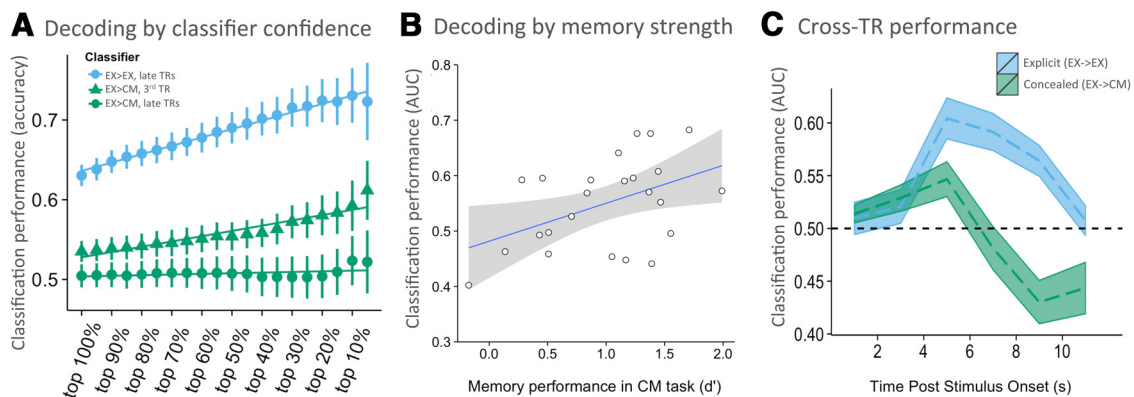 A Decoding by classifier confidence
Classifier
EX>EX, late TRs
EX>CM, 3rd TR
EX>CM, late TRs
Classification performance (accuracy)
0.7
0.6
0.5
top 100%
top 90%
top 80%
top 70%
top 60%
top 50%
top 40%
top 30%
top 20%
top 10%
B Decoding by memory strength
Classification performance (AUC)
0.8
0.7
0.6
0.5
0.4
0.3
0.0 0.5 1.0 1.5 2.0
Memory performance in CM task (d')
C Cross-TR performance
Explicit (EX->EX)
Concealed (EX->CM)
Classification performance (AUC)
0.60
0.55
0.50
0.45
0.40
2 4 6 8 10
Time Post Stimulus Onset (s)